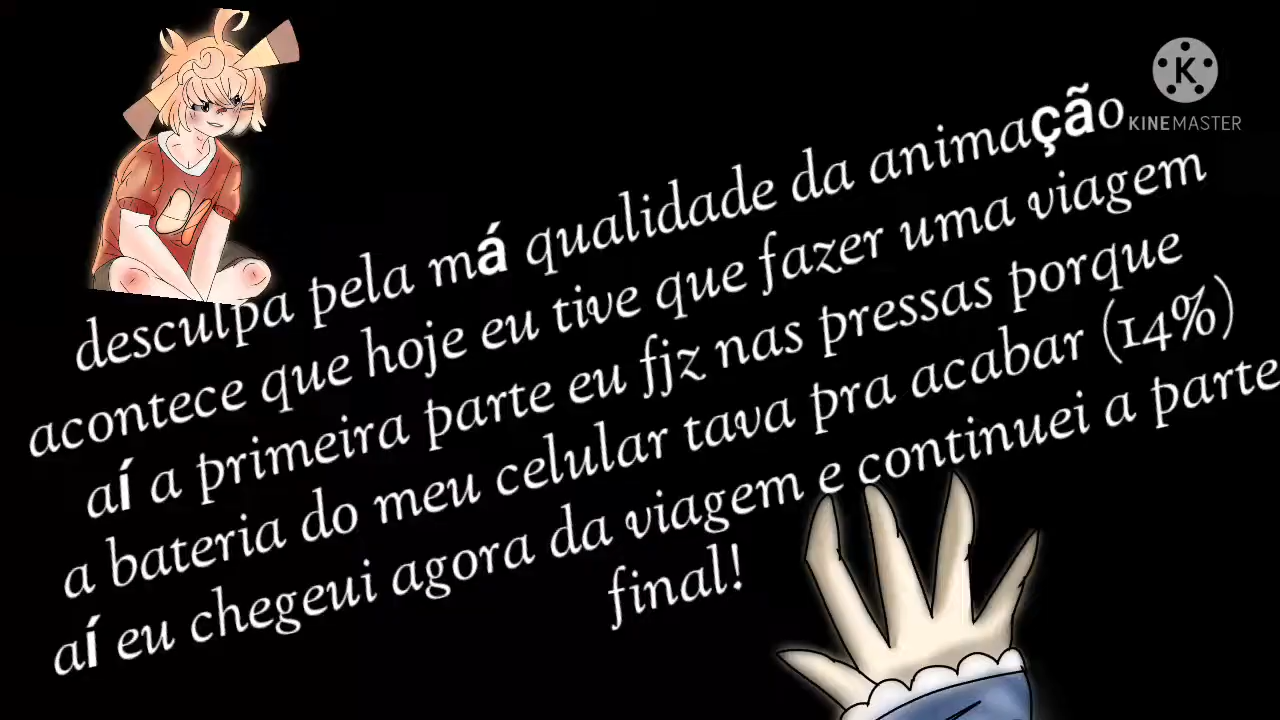 KINEMASTER
desculpa pela má qualidade da animação
acontece que hoje eu tive que fazer uma viagem
aí a primeira parte eu fjz nas pressas porque
a bateria do meu celular tava pra acabar (14%)
aí eu chegeui agora da viagem e continuei a parte
final!